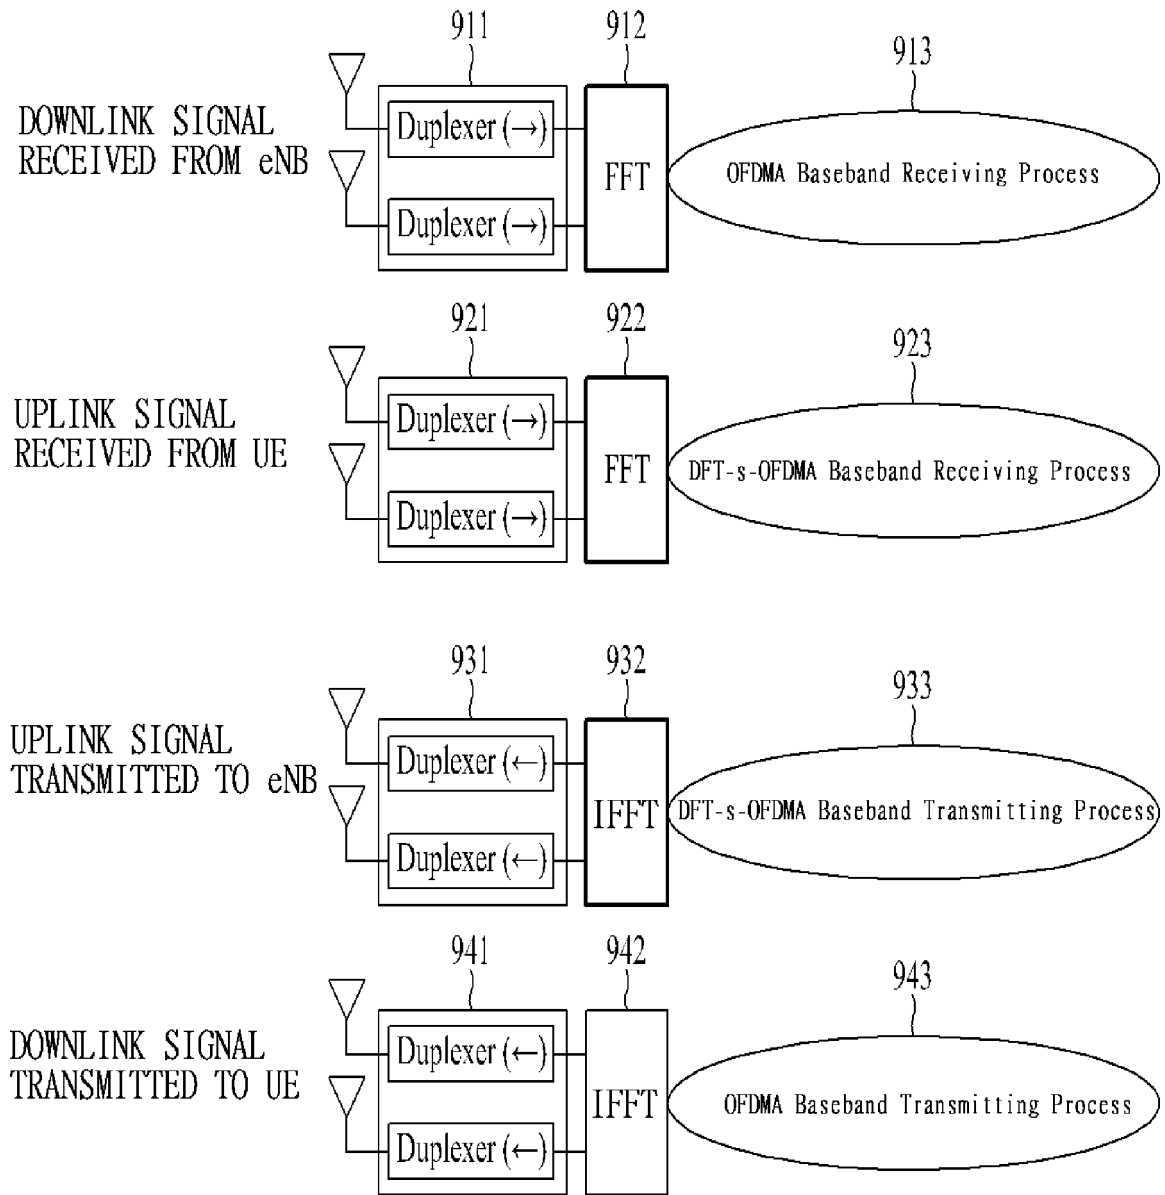 911
912
913
DOWNLINK SIGNAL
RECEIVED FROM eNB
Duplexer (→)
Duplexer (→)
FFT
OFDMA Baseband Receiving Process
921
922
923
UPLINK SIGNAL
RECEIVED FROM UE
Duplexer (→)
Duplexer (→)
FFT
DFT-s-OFDMA Baseband Receiving Process
931
932
933
UPLINK SIGNAL
TRANSMITTED TO eNB
Duplexer (←)
Duplexer (←)
IFFT
DFT-s-OFDMA Baseband Transmitting Process
941
942
943
DOWNLINK SIGNAL
TRANSMITTED TO UE
Duplexer (←)
Duplexer (←)
IFFT
OFDMA Baseband Transmitting Process